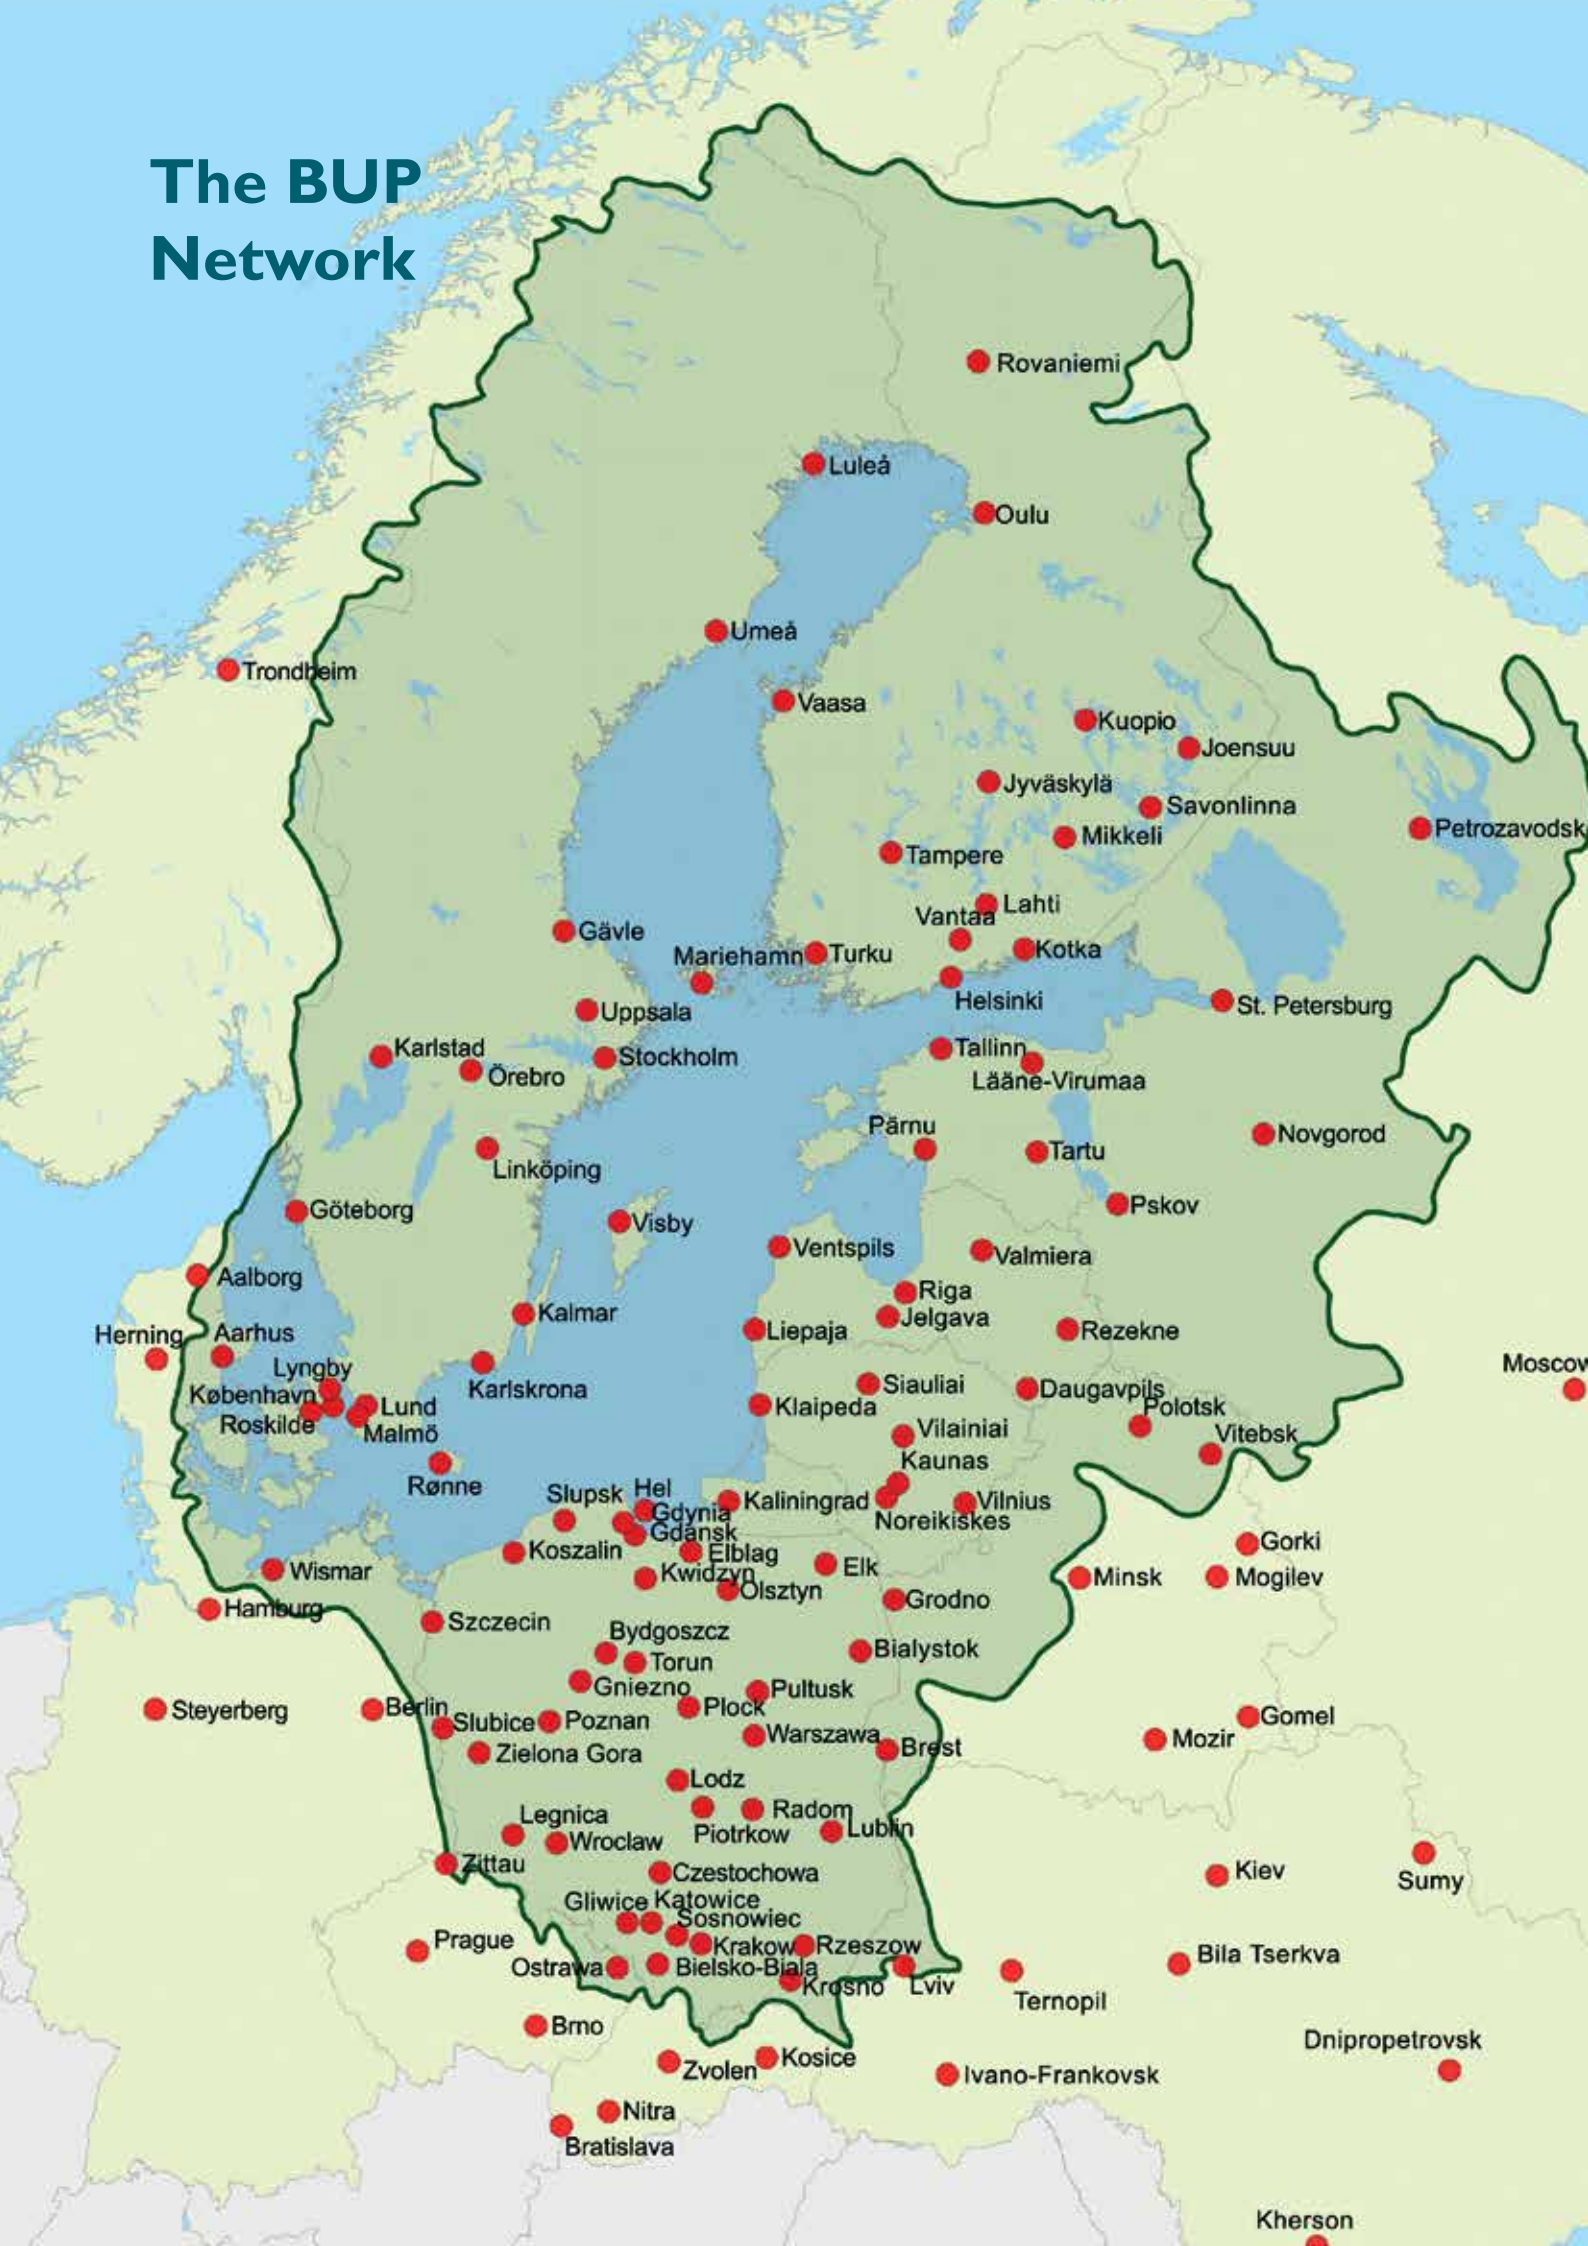 The BUP
Network
Rovaniemi
Luleå
Oulu
Umeå
Trondheim
Vaasa
Kuopio
Joensuu
Jyväskylä
Savonlinna
Petrozavodsk
Mikkeli
Tampere
Lahti
Vantaa
Gävle
Kotka
Mariehamn
Turku
Helsinki
St. Petersburg
Uppsala
Karlstad
Tallinn
Stockholm
Örebro
Lääne-Virumaa
Pärnu
Novgorod
Tartu
Linköping
Pskov
Göteborg
Visby
Ventspils
Valmiera
Aalborg
Riga
Kalmar
Jelgava
Liepaja
Rezekne
Herning
Aarhus
Moscow
Lyngby
Siauliai
Karlskrona
Daugavpils
København
Lund
Klaipeda
Polotsk
Roskilde
Malmö
Vilainiai
Vitebsk
Kaunas
Rønne
Slupsk
Hel
Kaliningrad
Vilnius
Gdynia
Noreikiskes
Gdansk
Gorki
Koszalin
Elblag
Elk
Wismar
Kwidzyn
Minsk
Mogilev
Olsztyn
Grodno
Hamburg
Szczecin
Bydgoszcz
Bialystok
Torun
Gniezno
Pultusk
Steyerberg
Berlin
Plock
Slubice
Poznan
Gomel
Warszawa
Mozir
Brest
Zielona Gora
Lodz
Legnica
Radom
Piotrkow
Lublin
Wroclaw
Zittau
Czestochowa
Kiev
Sumy
Gliwice
Katowice
Sosnowiec
Prague
Krakow
Rzeszow
Bila Tserkva
Ostrawa
Bielsko-Biala
Krosno
Lviv
Ternopil
Brno
Dnipropetrovsk
Kosice
Zvolen
Ivano-Frankovsk
Nitra
Bratislava
Kherson